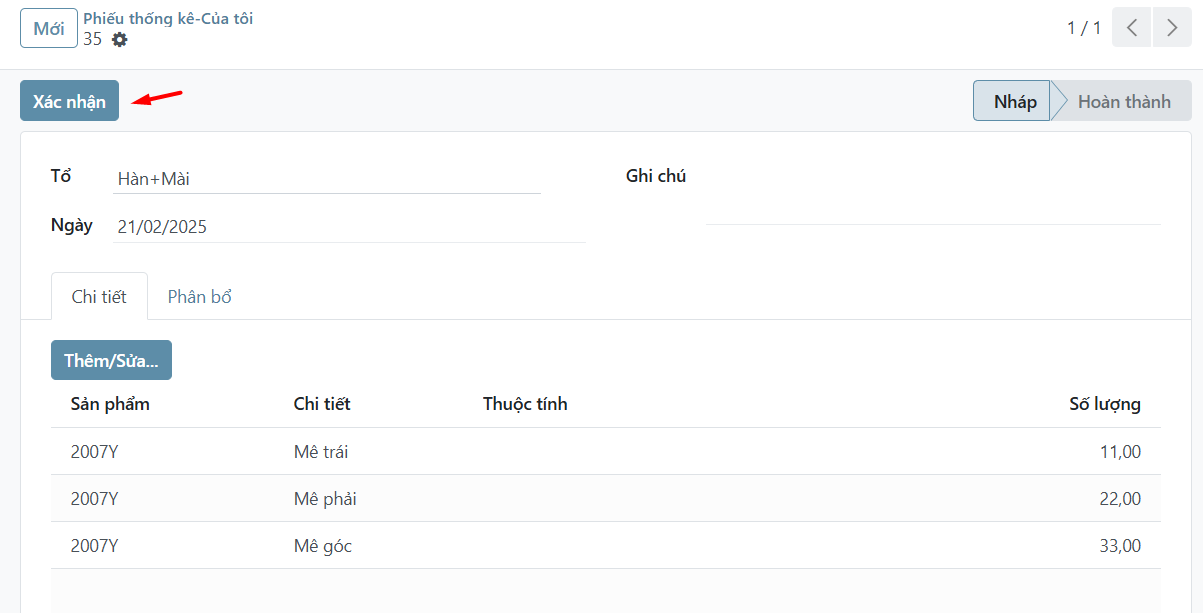 Mới
Phiếu thống kê-Của tôi
35
1 / 1
Xác nhận
Nháp
Hoàn thành
Tổ
Hàn+Mài
Ghi chú
Ngày
21/02/2025
Chi tiết
Phân bổ
Thêm/Sửa...
Sản phẩm Chi tiết Thuộc tính Số lượng
2007Y Mê trái 11,00
2007Y Mê phải 22,00
2007Y Mê góc 33,00